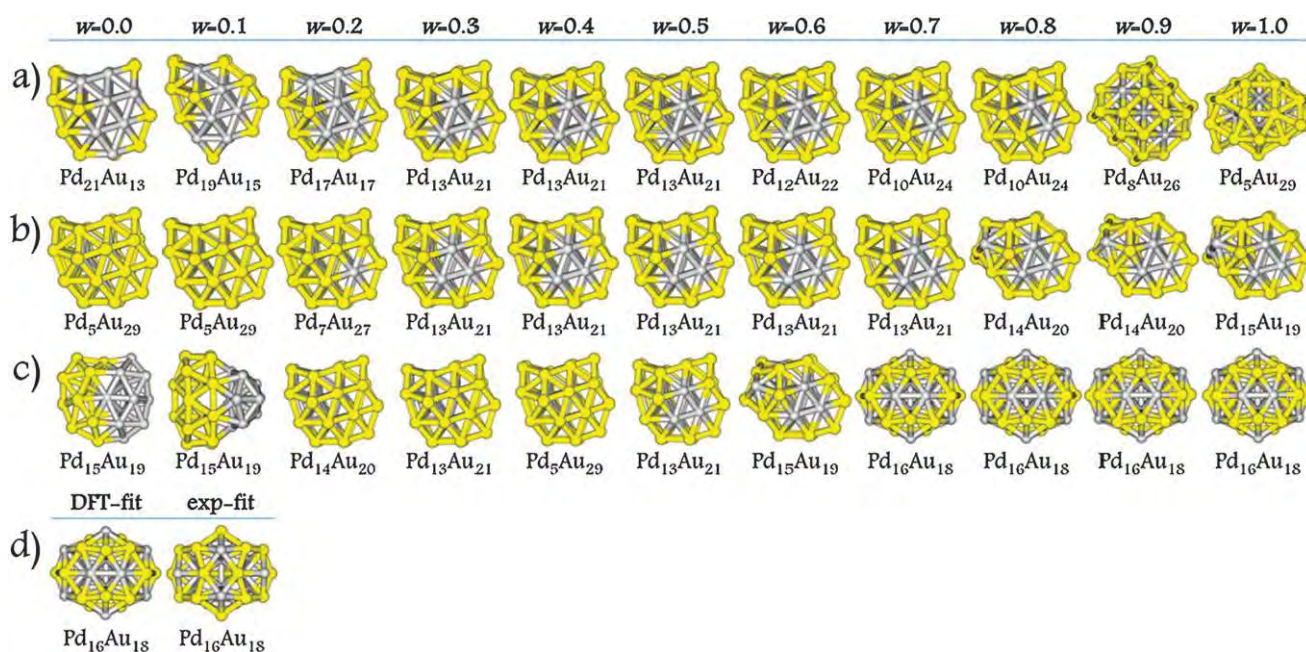 w=0.0 w=0.1 w=0.2 w=0.3 w=0.4 w=0.5 w=0.6 w=0.7 w=0.8 w=0.9 w=1.0
a)
Pd21Au13 Pd19Au15 Pd17Au17 Pd13Au21 Pd13Au21 Pd13Au21 Pd12Au22 Pd10Au24 Pd10Au24 Pd8Au26 Pd5Au29
b)
Pd5Au29 Pd5Au29 Pd7Au27 Pd13Au21 Pd13Au21 Pd13Au21 Pd13Au21 Pd13Au21 Pd14Au20 Pd14Au20 Pd15Au19
c)
Pd15Au19 Pd15Au19 Pd14Au20 Pd13Au21 Pd5Au29 Pd13Au21 Pd15Au19 Pd16Au18 Pd16Au18 Pd16Au18 Pd16Au18
DFT-fit exp-fit
d)
Pd16Au18 Pd16Au18